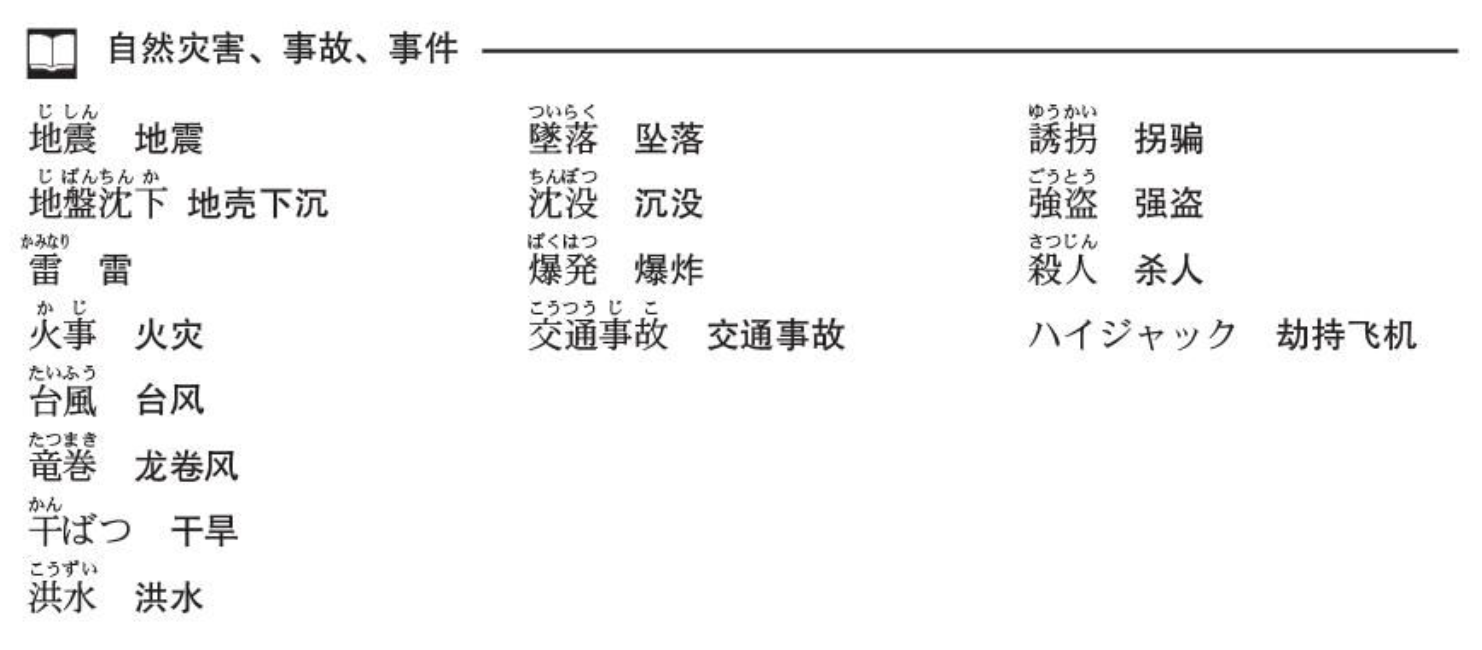 自然灾害、事故、事件
じしん
地震 地震
じばんちんか
地盤沈下 地壳下沉
かみなり
雷 雷
かじ
火事 火灾
たいふう
台風 台风
たつまき
竜巻 龙卷风
かん
干ばつ 干旱
こうずい
洪水 洪水
ついらく
墜落 坠落
ちんぼつ
沈没 沉没
ばくはつ
爆発 爆炸
こうつうじこ
交通事故 交通事故
ゆうかい
誘拐 拐骗
ごうとう
強盗 强盗
さつじん
殺人 杀人
ハイジャック 劫持飞机